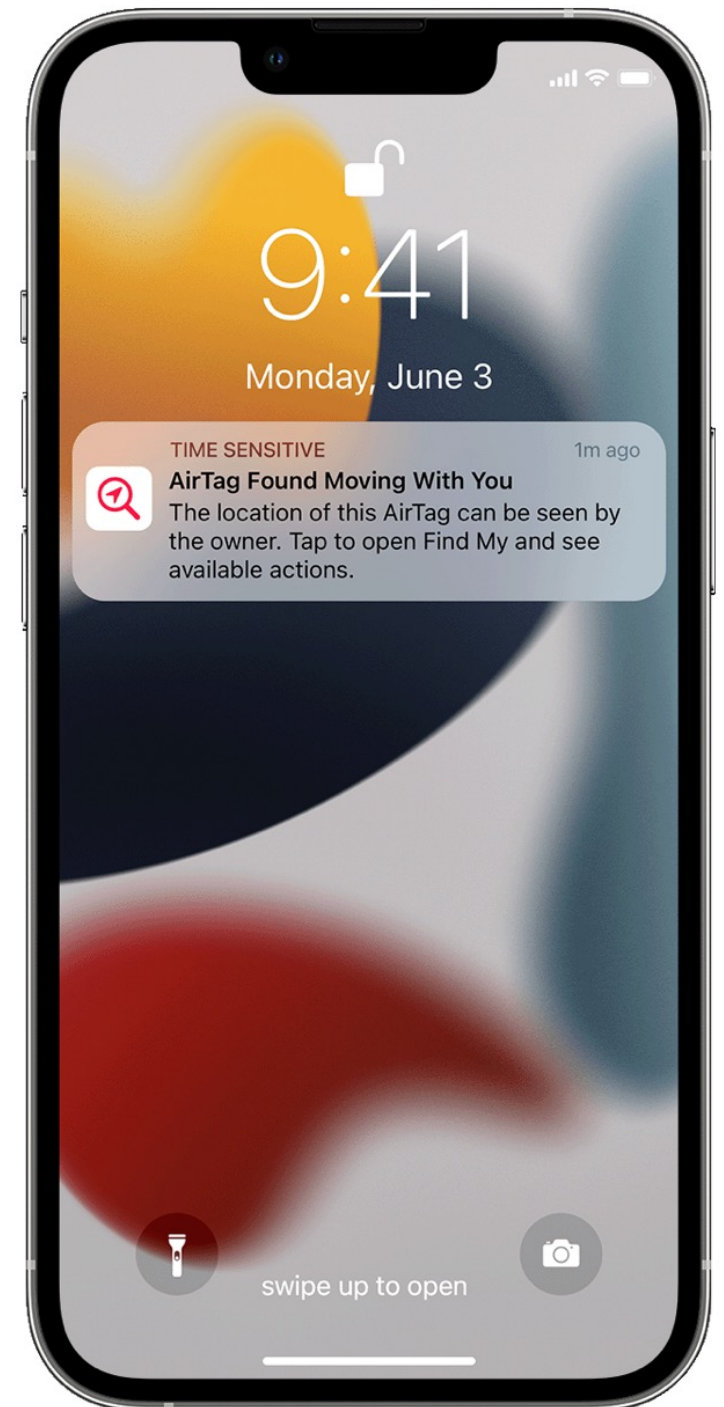 9:41
Monday, June 3
TIME SENSITIVE 1m ago
AirTag Found Moving With You
The location of this AirTag can be seen by
the owner. Tap to open Find My and see
available actions.
swipe up to open